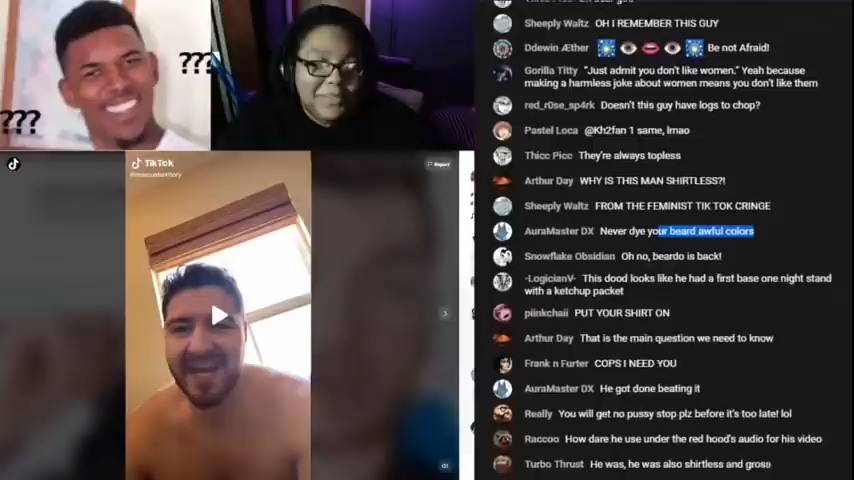 ???
???
TikTok
Report
Sheeply Waltz OH I REMEMBER THIS GUY
Ddewin Æther Be not Afraid!
Gorilla Titty "Just admit you don't like women." Yeah because
making a harmless joke about women means you don't like them
red_r0se_sp4rk Doesn't this guy have logs to chop?
Pastel Loca @Kh2fan 1 same, lmao
Thicc Picc They're always topless
Arthur Day WHY IS THIS MAN SHIRTLESS?!
Sheeply Waltz FROM THE FEMINIST TIK TOK CRINGE
AuraMaster DX Never dye your beard awful colors
Snowflake Obsidian Oh no, beardo is back!
-LogicianV- This dood looks like he had a first base one night stand
with a ketchup packet
piinkchaii PUT YOUR SHIRT ON
Arthur Day That is the main question we need to know
Frank n Furter COPS I NEED YOU
AuraMaster DX He got done beating it
Really You will get no pussy stop plz before it's too late! lol
Raccoo How dare he use under the red hood's audio for his video
Turbo Thrust He was, he was also shirtless and gross